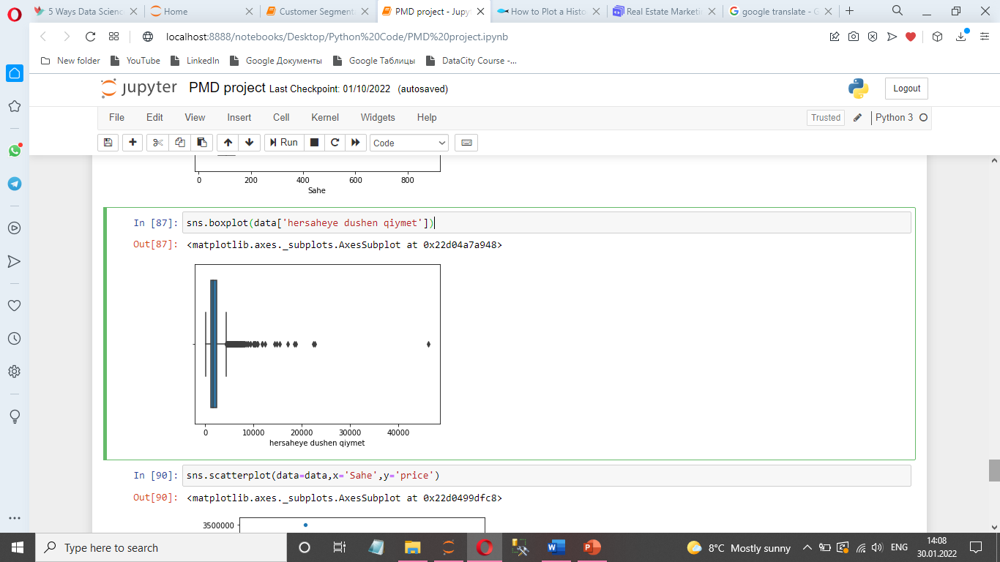 5 Ways Data Scienc
Home
Customer Segment
PMD project - Jupy
How to Plot a Histo
Real Estate Marketi
google translate - G
localhost:8888/notebooks/Desktop/Python%20Code/PMD%20project.ipynb
New folder
YouTube
LinkedIn
Google Документы
Google Таблицы
DataCity Course -...
jupyter PMD project Last Checkpoint: 01/10/2022 (autosaved)
Logout
File Edit View Insert Cell Kernel Widgets Help
Trusted
Python 3
Run
Code
0 200 400 600 800
Sahe
In [87]: sns.boxplot(data['hersaheye dushen qiymet'])
Out[87]: <matplotlib.axes._subplots.AxesSubplot at 0x22d04a7a948>
0 10000 20000 30000 40000
hersaheye dushen qiymet
In [90]: sns.scatterplot(data=data,x='Sahe',y='price')
Out[90]: <matplotlib.axes._subplots.AxesSubplot at 0x22d0499dfc8>
3500000
Type here to search
8°C Mostly sunny
ENG
14:08
30.01.2022